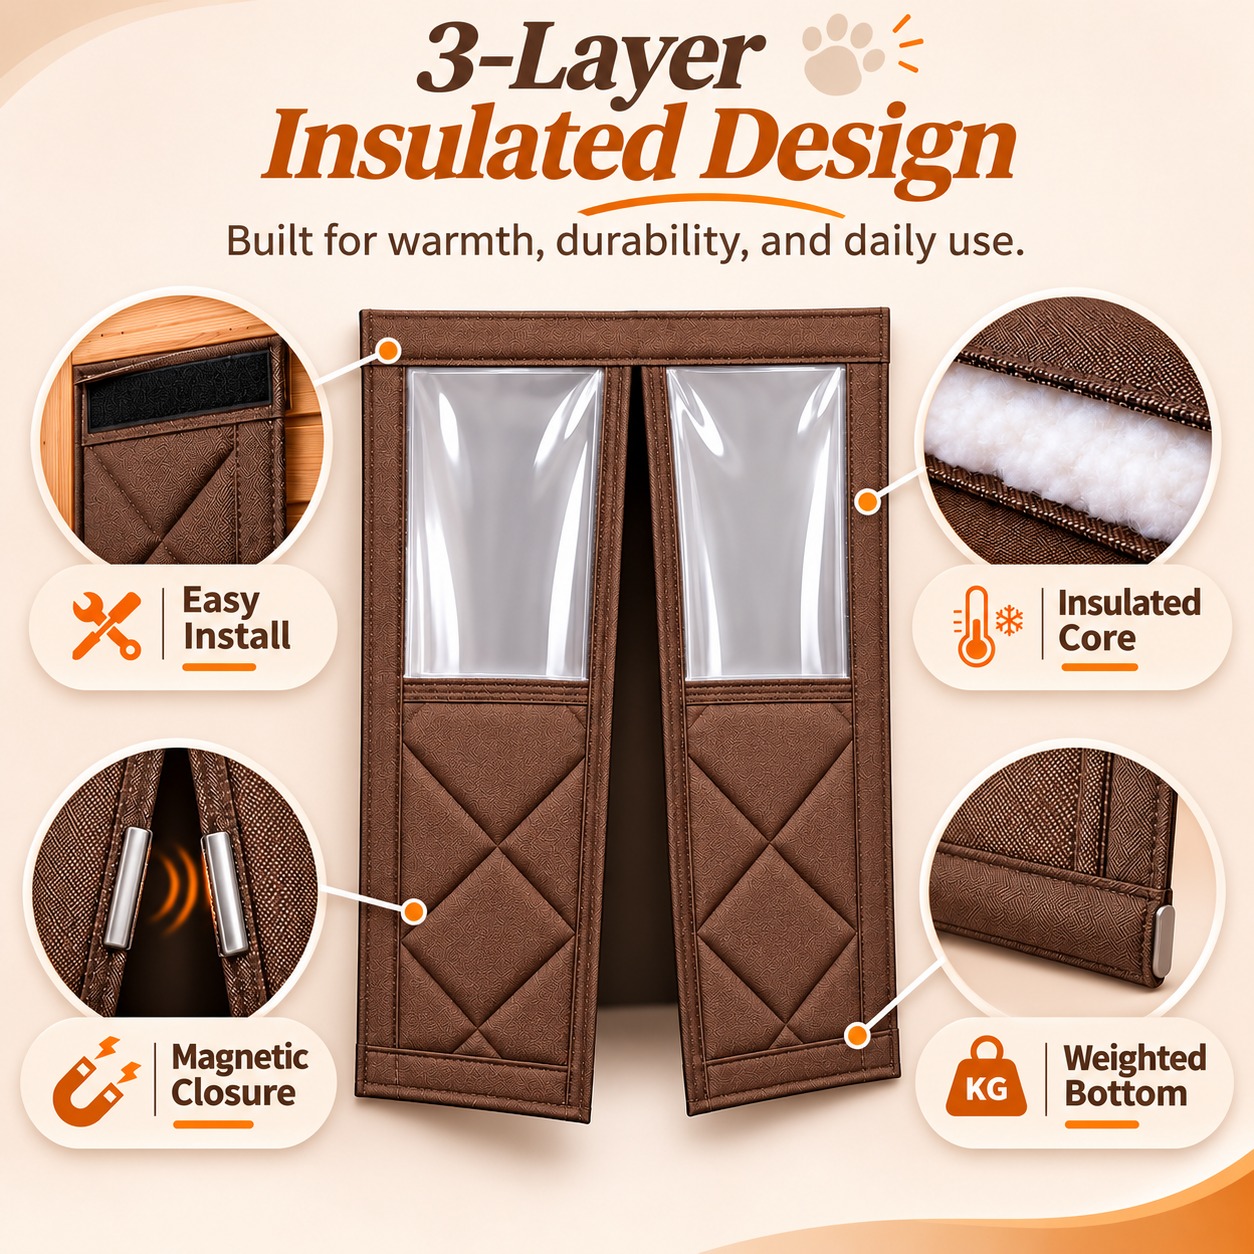 3-Layer
Insulated Design
Built for warmth, durability, and daily use.
Easy
Install
Insulated
Core
Magnetic
Closure
KG
Weighted
Bottom